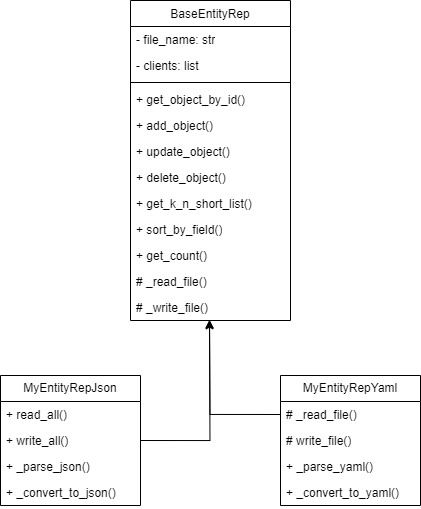 BaseEntityRep
- file_name: str
- clients: list
+ get_object_by_id()
+ add_object()
+ update_object()
+ delete_object()
+ get_k_n_short_list()
+ sort_by_field()
+ get_count()
# _read_file()
# _write_file()
MyEntityRepJson
+ read_all()
+ write_all()
+ _parse_json()
+ _convert_to_json()
MyEntityRepYaml
# _read_file()
# write_file()
+ _parse_yaml()
+ _convert_to_yaml()